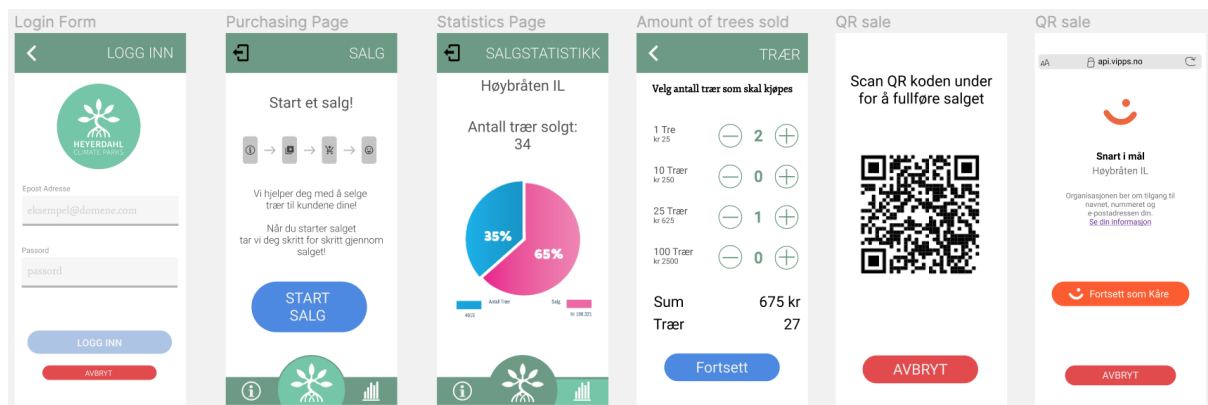 Login Form
LOGG INN
HEYERDAHL
CLIMATE PARKS
Epost Adresse
eksempel@domene.com
Passord
passord
LOGG INN
AVBRYT
Purchasing Page
SALG
Start et salg!
Vi hjelper deg med å selge
trær til kundene dine!
Når du starter salget
tar vi deg skritt for skritt gjennom
salget!
START
SALG
Statistics Page
SALGSTATISTIKK
Høybråten IL
Antall trær solgt:
34
35%
65%
Antall Trær
Salg
4015
Amount of trees sold
TRÆR
Velg antall trær som skal kjøpes
1 Tre
kr 25
2
10 Trær
kr 250
0
25 Trær
kr 625
1
100 Trær
kr 2500
0
Sum 675 kr
Trær 27
Fortsett
QR sale
Scan QR koden under
for å fullføre salget
AVBRYT
QR sale
AA api.vipps.no
Snart i mål
Høybråten IL
Organisasjonen ber om tilgang til
navnet, nummeret og
e-postadressen din.
Se din informasjon
Fortsett som Kåre
AVBRYT